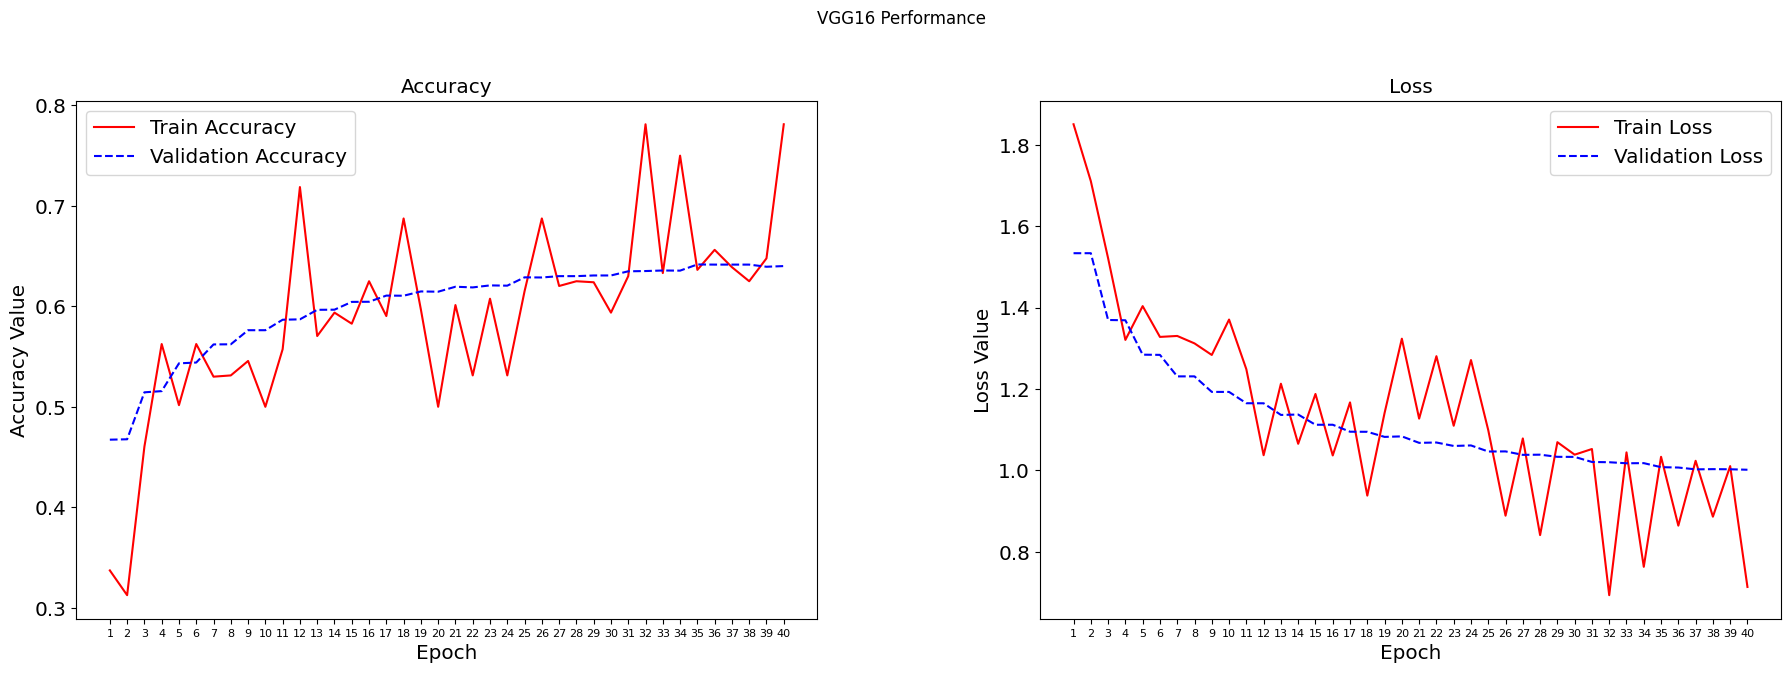 VGG16 Performance
Accuracy
Train Accuracy
Validation Accuracy
Accuracy Value
0.8
0.7
0.6
0.5
0.4
0.3
1 2 3 4 5 6 7 8 9 10 11 12 13 14 15 16 17 18 19 20 21 22 23 24 25 26 27 28 29 30 31 32 33 34 35 36 37 38 39 40
Epoch
Loss
Train Loss
Validation Loss
Loss Value
1.8
1.6
1.4
1.2
1.0
0.8
1 2 3 4 5 6 7 8 9 10 11 12 13 14 15 16 17 18 19 20 21 22 23 24 25 26 27 28 29 30 31 32 33 34 35 36 37 38 39 40
Epoch